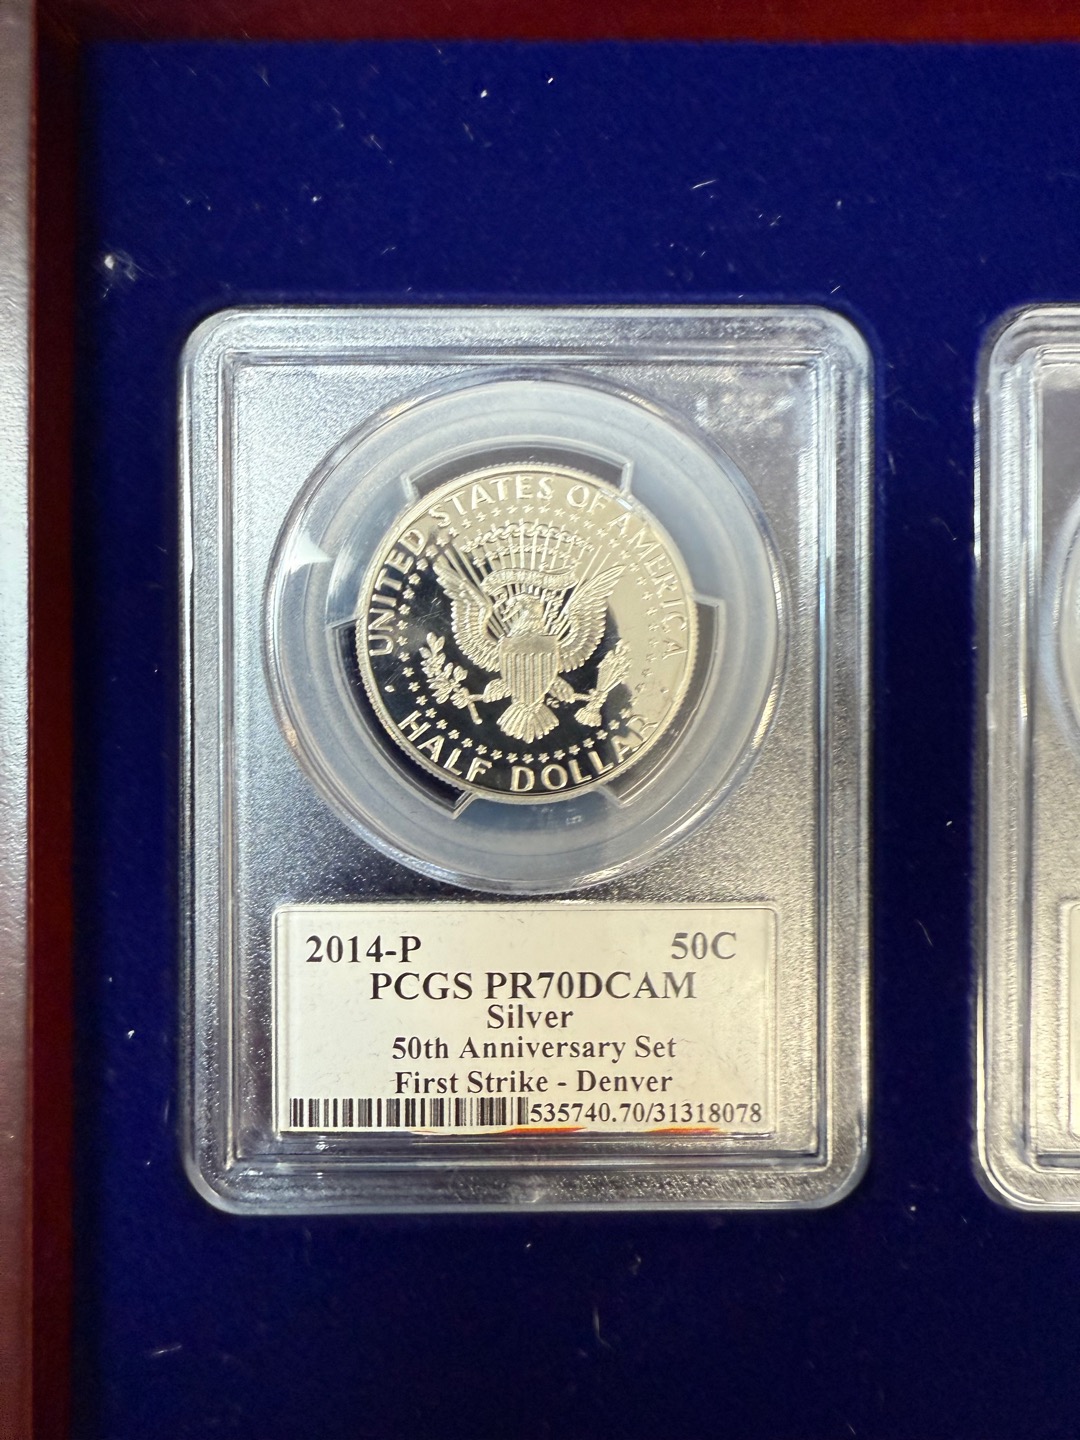 UNITED STATES OF AMERICA
HALF DOLLAR
2014-P 50C
PCGS PR70DCAM
Silver
50th Anniversary Set
First Strike - Denver
535740.70/31318078